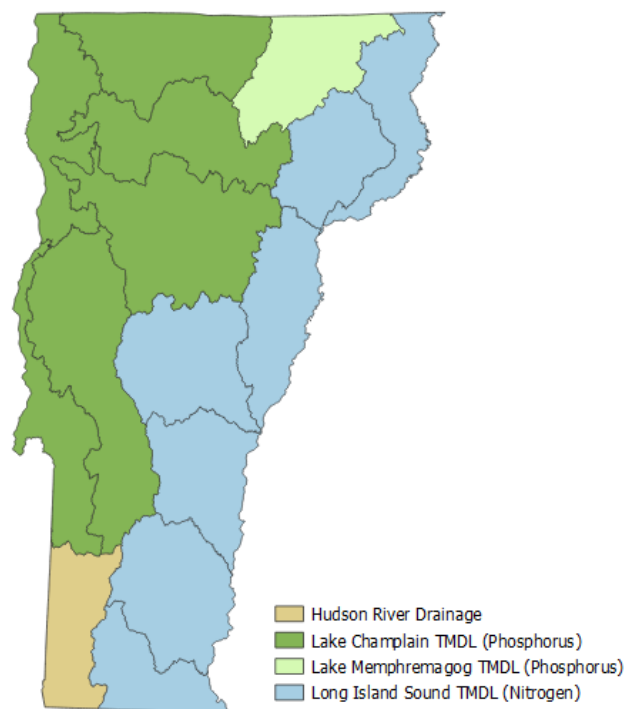 Hudson River Drainage
Lake Champlain TMDL (Phosphorus)
Lake Memphremagog TMDL (Phosphorus)
Long Island Sound TMDL (Nitrogen)